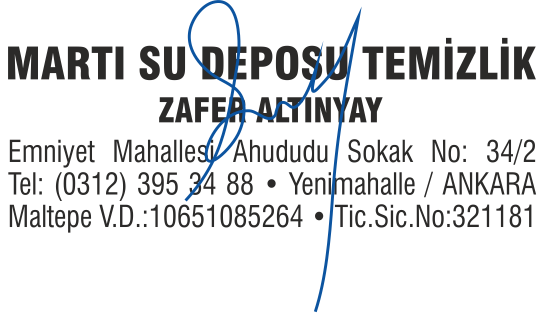 MARTI SU DEPOSU TEMİZLİK
ZAFER ALTINYAY
Emniyet Mahallesi Ahududu Sokak No: 34/2
Tel: (0312) 395 34 88 • Yenimahalle / ANKARA
Maltepe V.D.:10651085264 • Tic.Sic.No:321181